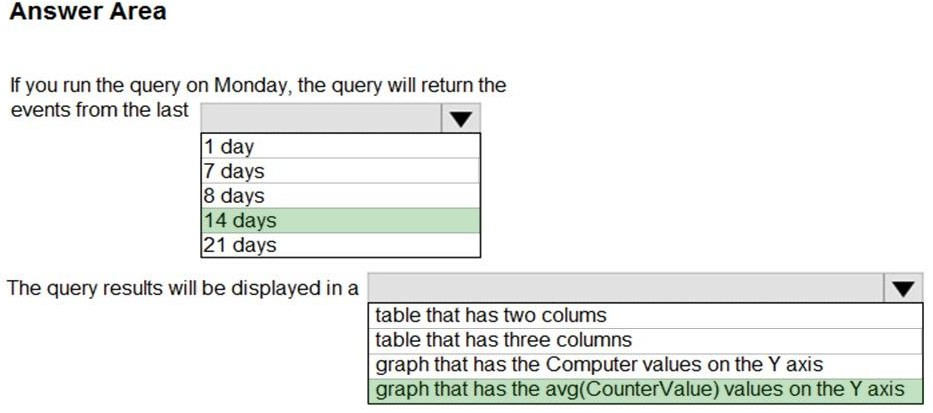 Answer Area
If you run the query on Monday, the query will return the
events from the last
1 day
7 days
8 days
14 days
21 days
The query results will be displayed in a
table that has two colums
table that has three columns
graph that has the Computer values on the Y axis
graph that has the avg(CounterValue) values on the Y axis